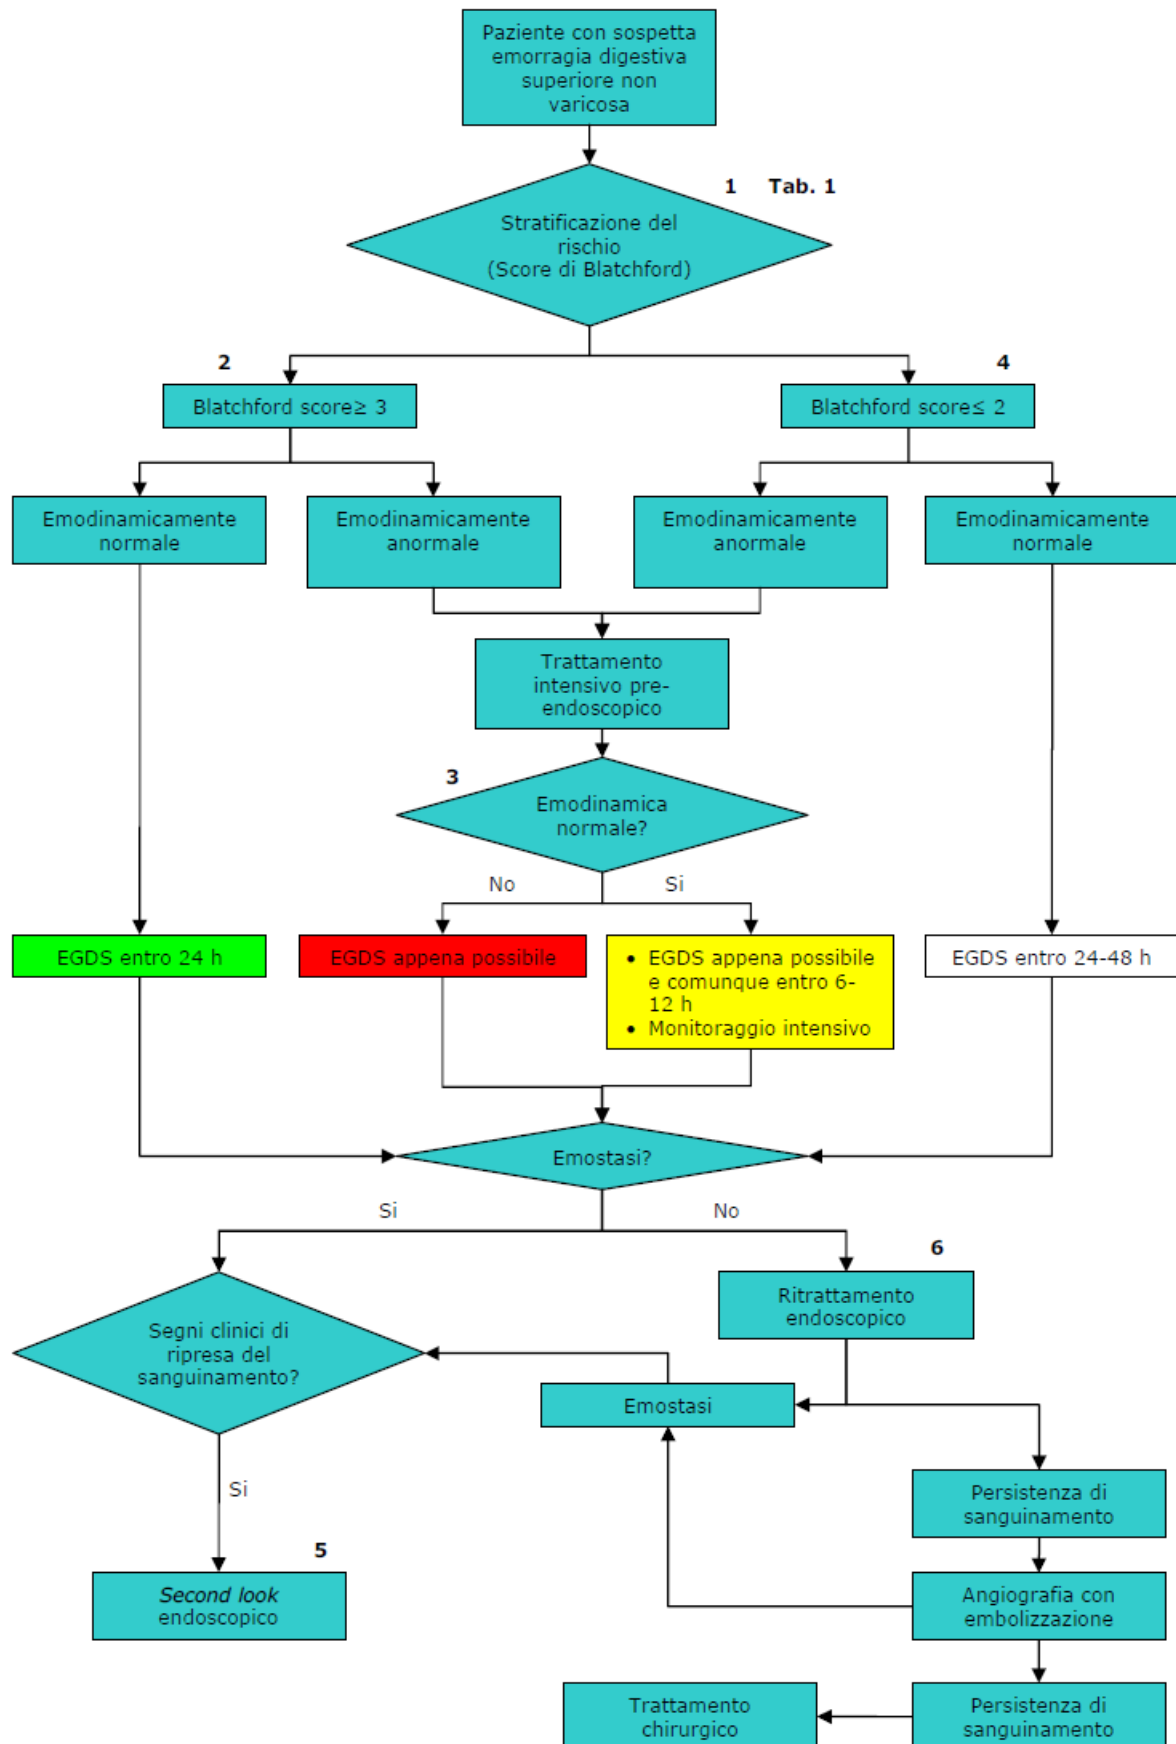 Paziente con sospetta
emorragia digestiva
superiore non
varicosa
1 Tab. 1
Stratificazione del
rischio
(Score di Blatchford)
2
4
Blatchford score≥ 3
Blatchford score≤ 2
Emodinamicamente
normale
Emodinamicamente
anormale
Emodinamicamente
anormale
Emodinamicamente
normale
Trattamento
intensivo pre-
endoscopico
3
Emodinamica
normale?
No
Si
EGDS entro 24 h
EGDS appena possibile
• EGDS appena possibile
e comunque entro 6-
12 h
• Monitoraggio intensivo
EGDS entro 24-48 h
Emostasi?
Si
No
6
Ritrattamento
endoscopico
Segni clinici di
ripresa del
sanguinamento?
Emostasi
Si
Persistenza di
sanguinamento
5
Second look
endoscopico
Angiografia con
embolizzazione
Trattamento
chirurgico
Persistenza di
sanguinamento